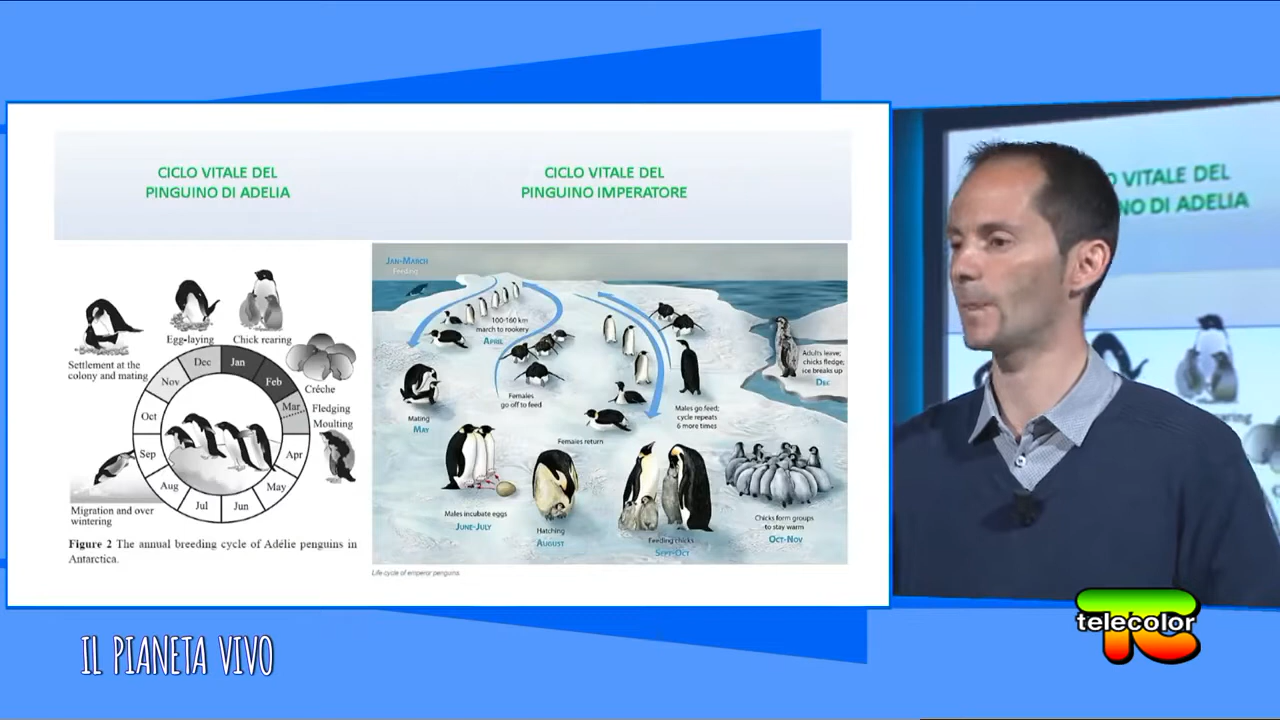 CICLO VITALE DEL
PINGUINO DI ADELIA
CICLO VITALE DEL
PINGUINO IMPERATORE
Egg-laying
Chick rearing
Settlement at the
colony and mating
Crèche
Fledging
Moulting
Migration and over
wintering
Dec
Jan
Feb
Mar
Apr
May
Jun
Jul
Aug
Sep
Oct
Nov
Figure 2 The annual breeding cycle of Adélie penguins in
Antarctica.
JAN-MARCH
Feeding
100-160 km
march to rookery
APRIL
Females
go off to feed
Mating
MAY
Males go feed;
cycle repeats
6 more times
Adults leave;
chicks fledge;
ice breaks up
DEC
Females return
Males incubate eggs
JUNE-JULY
Hatching
AUGUST
Feeding chicks
SEPT-OCT
Chicks form groups
to stay warm
OCT-NOV
Life cycle of emperor penguins.
O VITALE DEL
NO DI ADELIA
IL PIANETA VIVO
telecolor
TC